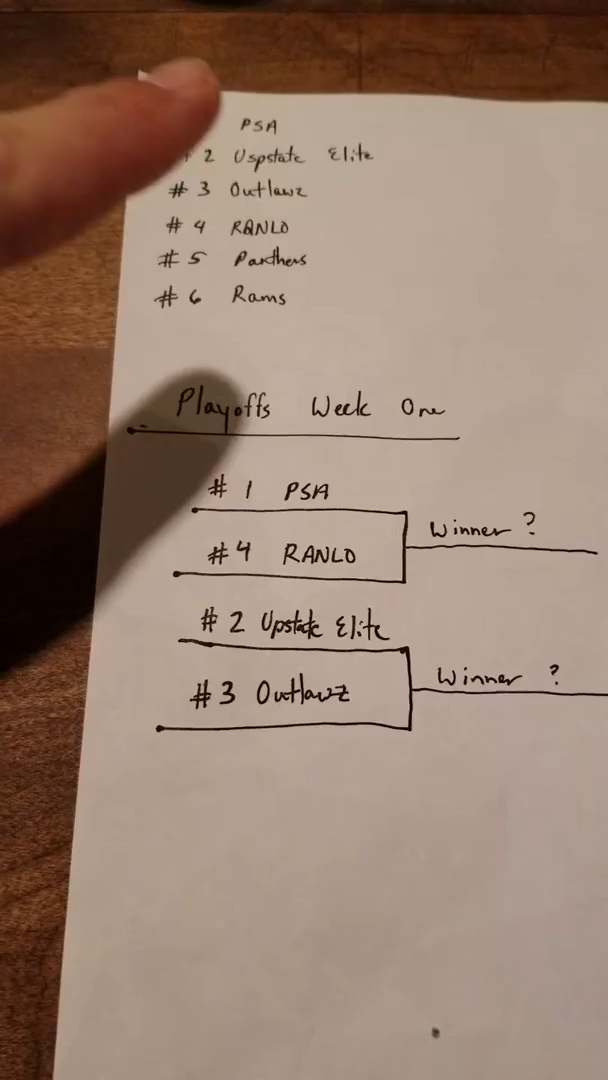 PSA
# 2 Uspstate Elite
# 3 Outlawz
# 4 RANLO
# 5 Panthers
# 6 Rams
Playoffs Week One
# 1 PSA
Winner ?
#4 RANLO
# 2 Upstate Elite
Winner ?
#3 Outlawz